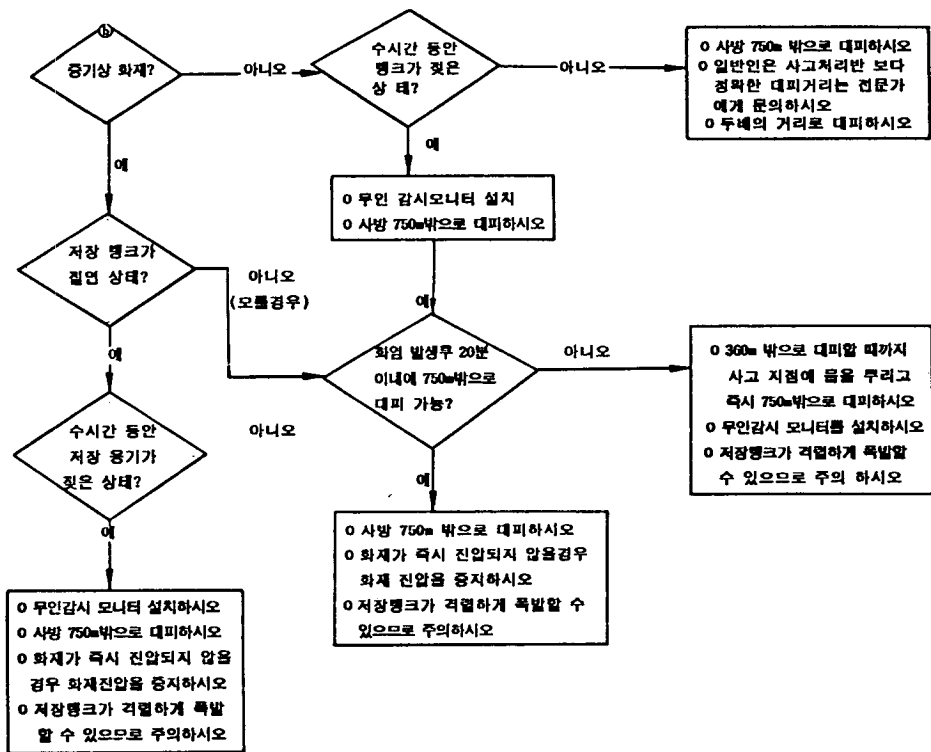 ⓑ
증기상 화재?
아니오
수시간 동안
탱크가 젖은
상 태?
아니오
o 사방 750m 밖으로 대피하시오
o 일반인은 사고처리반 보다
정확한 대피거리는 전문가
에게 문의하시오
o 두배의 거리로 대피하시오
예
예
o 무인 감시모니터 설치
o 사방 750m밖으로 대피하시오
저장 탱크가
절연 상태?
아니오
(모를경우)
예
예
화염 발생후 20분
이내에 750m밖으로
대피 가능?
아니오
o 360m 밖으로 대피할 때까지
사고 지점에 물을 뿌리고
즉시 750m밖으로 대피하시오
o 무인감시 모니터를 설치하시오
o 저장탱크가 격렬하게 폭발할
수 있으므로 주의 하시오
수시간 동안
저장 용기가
젖은 상태?
아니오
예
예
o 사방 750m 밖으로 대피하시오
o 화재가 즉시 진압되지 않을경우
화재 진압을 중지하시오
o 저장탱크가 격렬하게 폭발할 수
있으므로 주의하시오
o 무인감시 모니터 설치하시오
o 사방 750m밖으로 대피하시오
o 화재가 즉시 진압되지 않을
경우 화재진압을 중지하시오
o 저장탱크가 격렬하게 폭발
할 수 있으므로 주의하시오